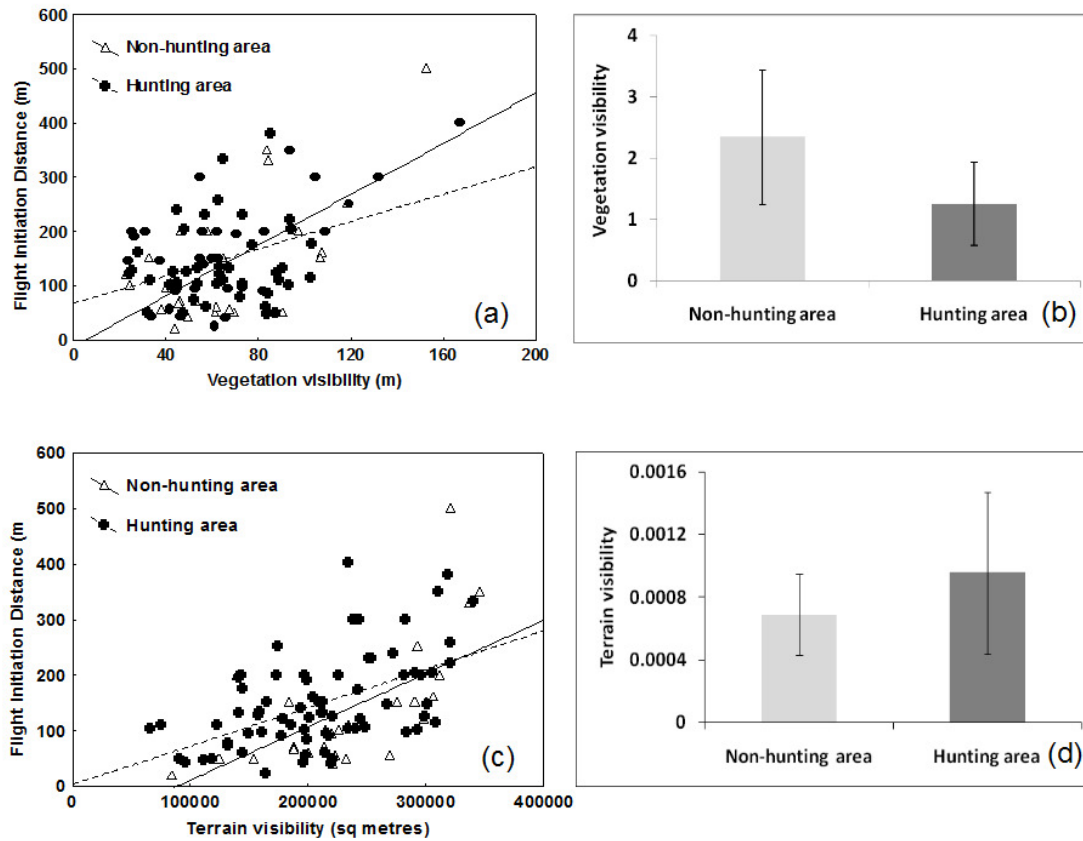 600
500
400
300
200
100
0
Flight Initiation Distance (m)
Non-hunting area
Hunting area
(a)
0 40 80 120 160 200
Vegetation visibility (m)
4
3
2
1
0
Vegetation visibility
Non-hunting area Hunting area
(b)
600
500
400
300
200
100
0
Flight Initiation Distance (m
Non-hunting area
Hunting area
(c)
0 100000 200000 300000 400000
Terrain visibility (sq metres)
0.0016
0.0012
0.0008
0.0004
0
Terrain visibility
Non-hunting area Hunting area
(d)